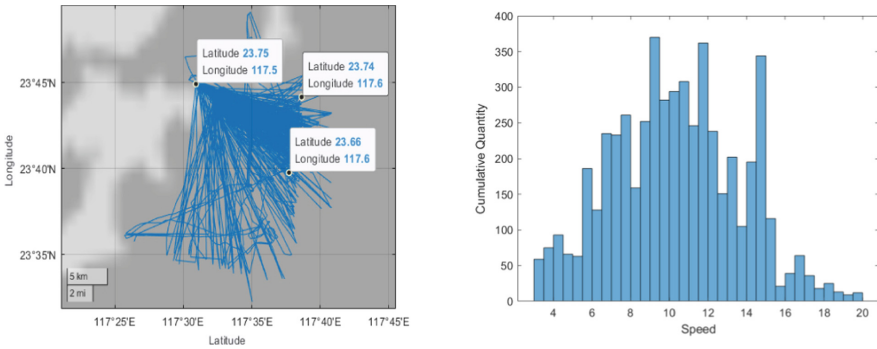 Latitude 23.75
Longitude 117.5
Latitude 23.74
Longitude 117.6
Latitude 23.66
Longitude 117.6
23°45'N
23°40'N
23°35'N
Longitude
5 km
2 mi
117°25'E 117°30'E 117°35'E 117°40'E 117°45'E
Latitude
400
350
300
250
200
150
100
50
0
Cumulative Quantity
4 6 8 10 12 14 16 18 20
Speed